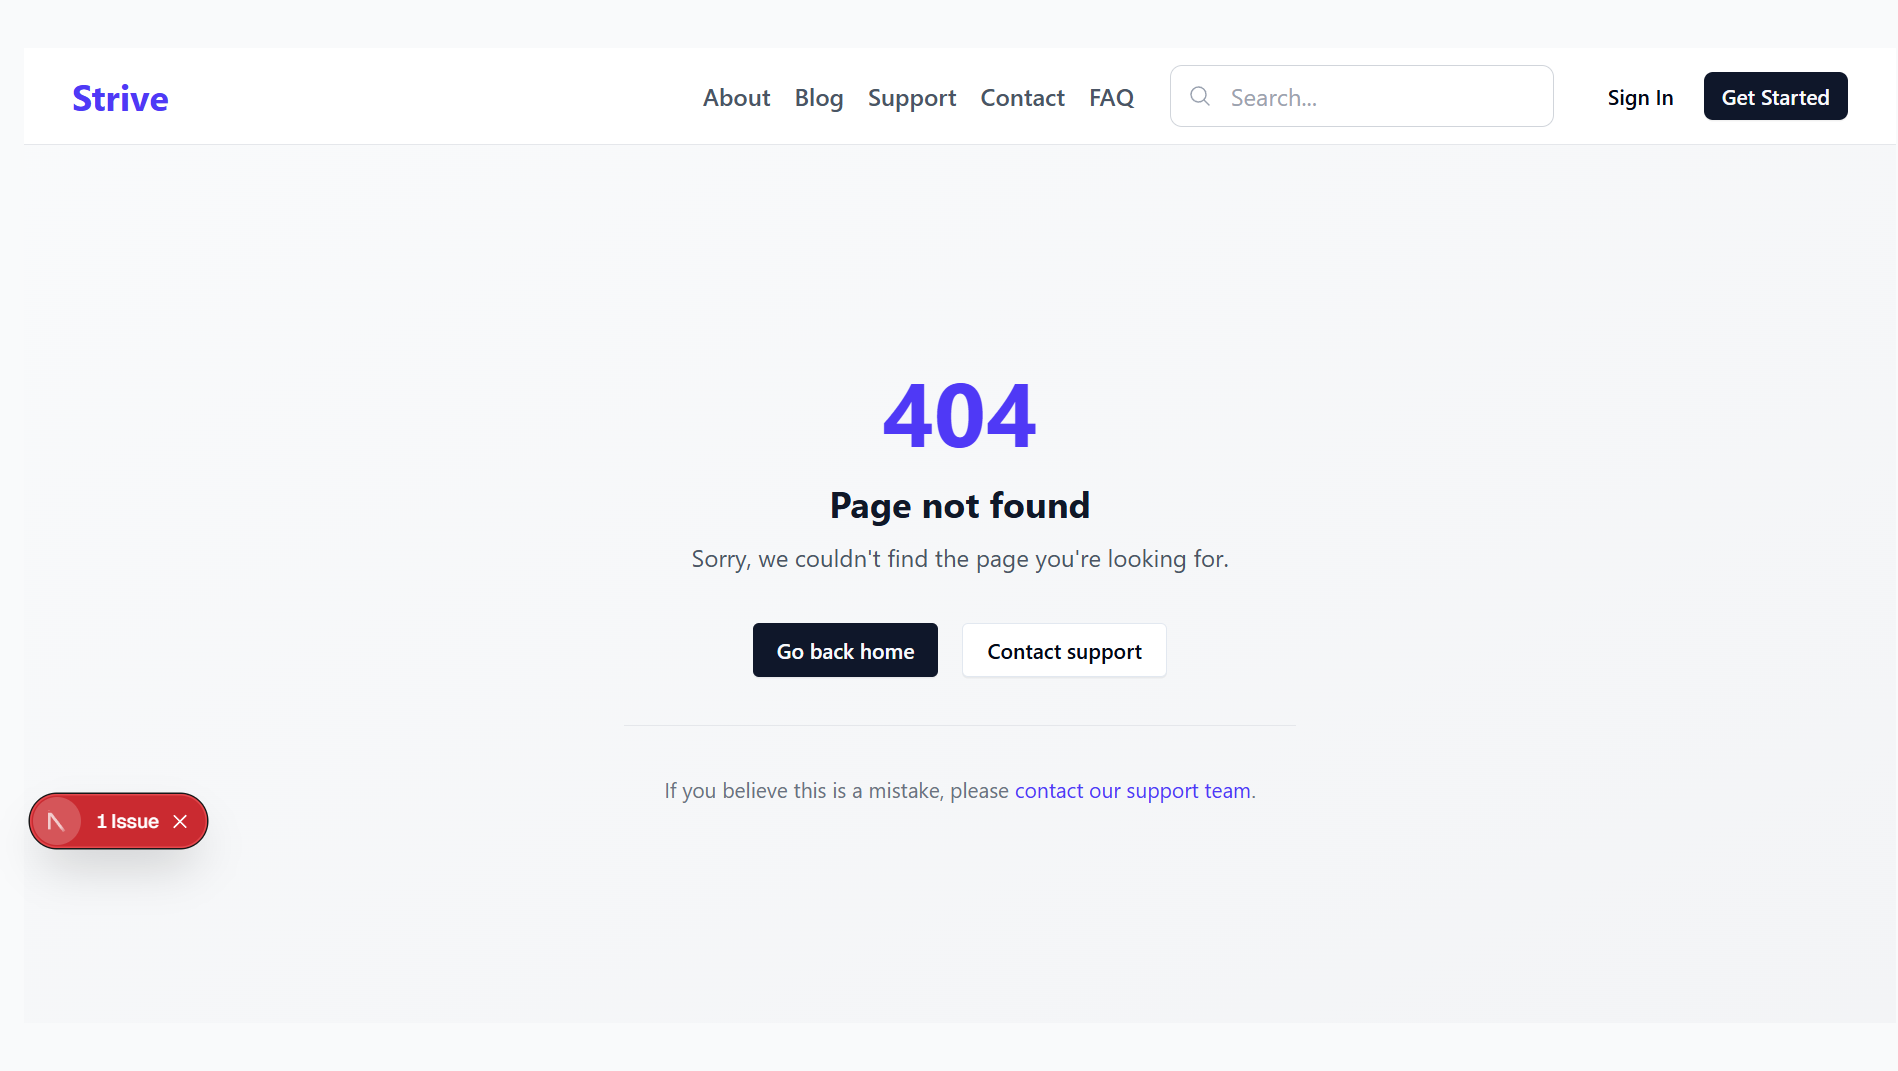 Strive
About Blog Support Contact FAQ Search... Sign In Get Started
404
Page not found
Sorry, we couldn't find the page you're looking for.
Go back home Contact support
If you believe this is a mistake, please contact our support team.
1 Issue